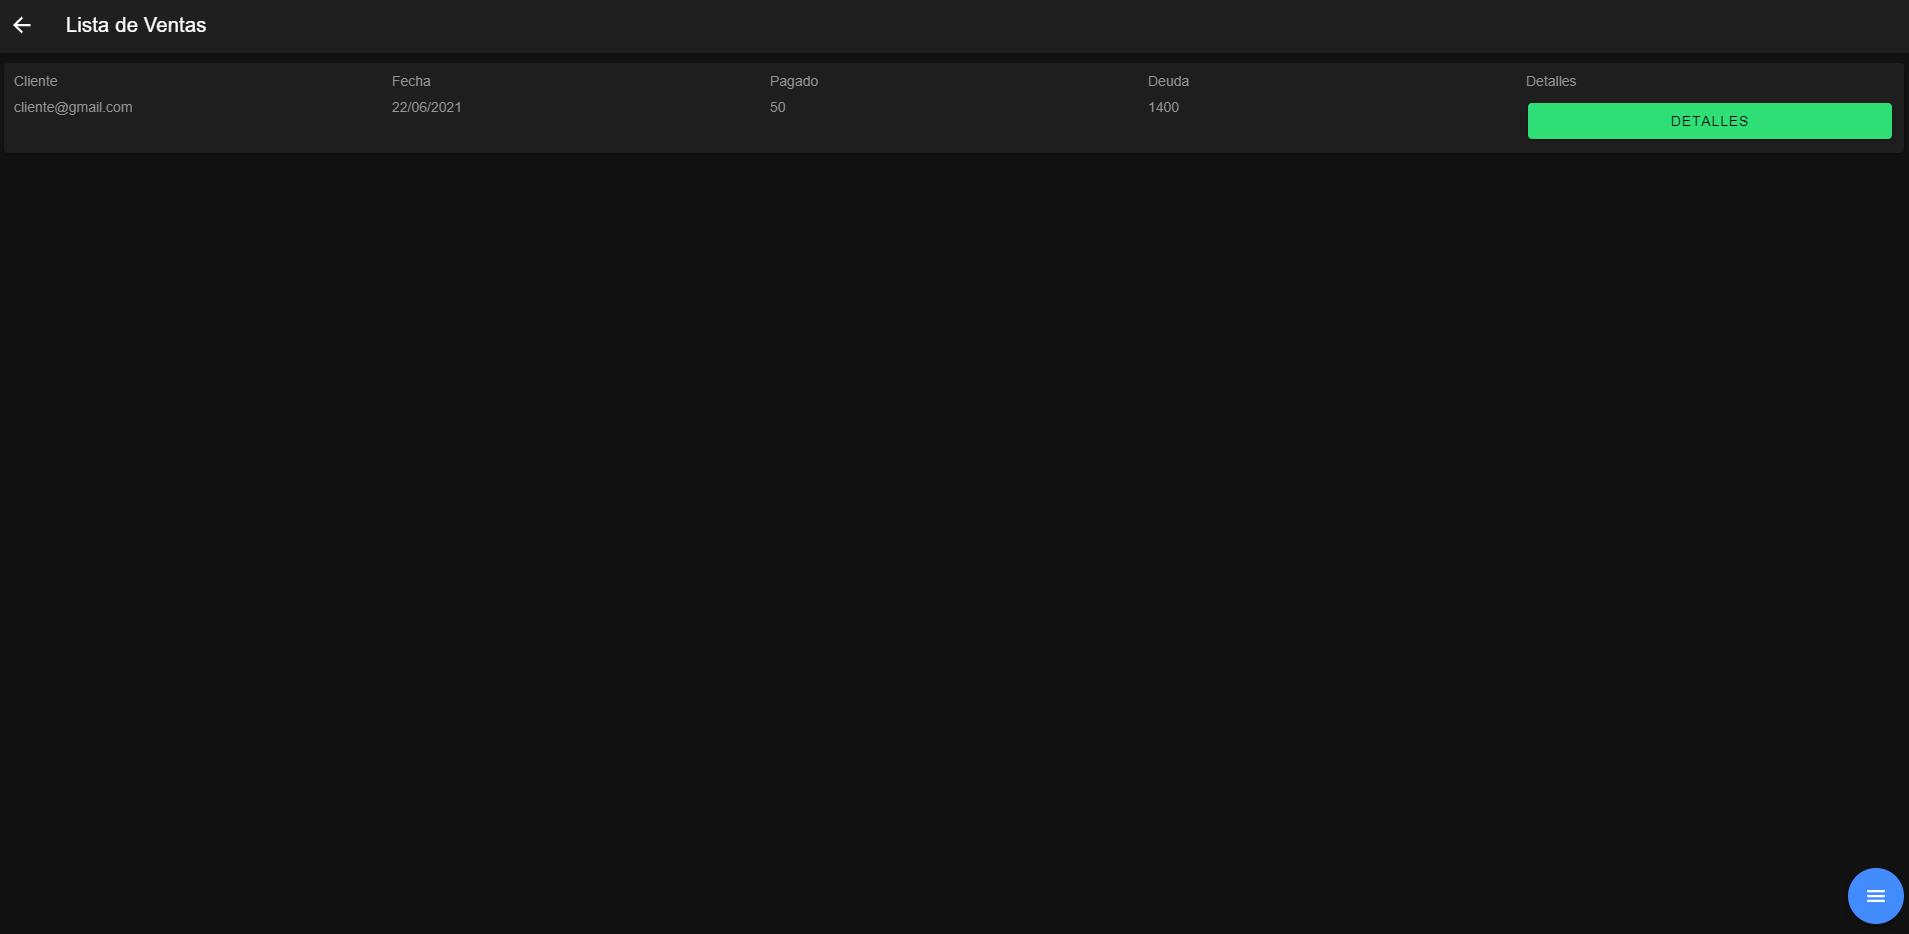 Lista de Ventas
Cliente Fecha Pagado Deuda Detalles
cliente@gmail.com 22/06/2021 50 1400 DETALLES